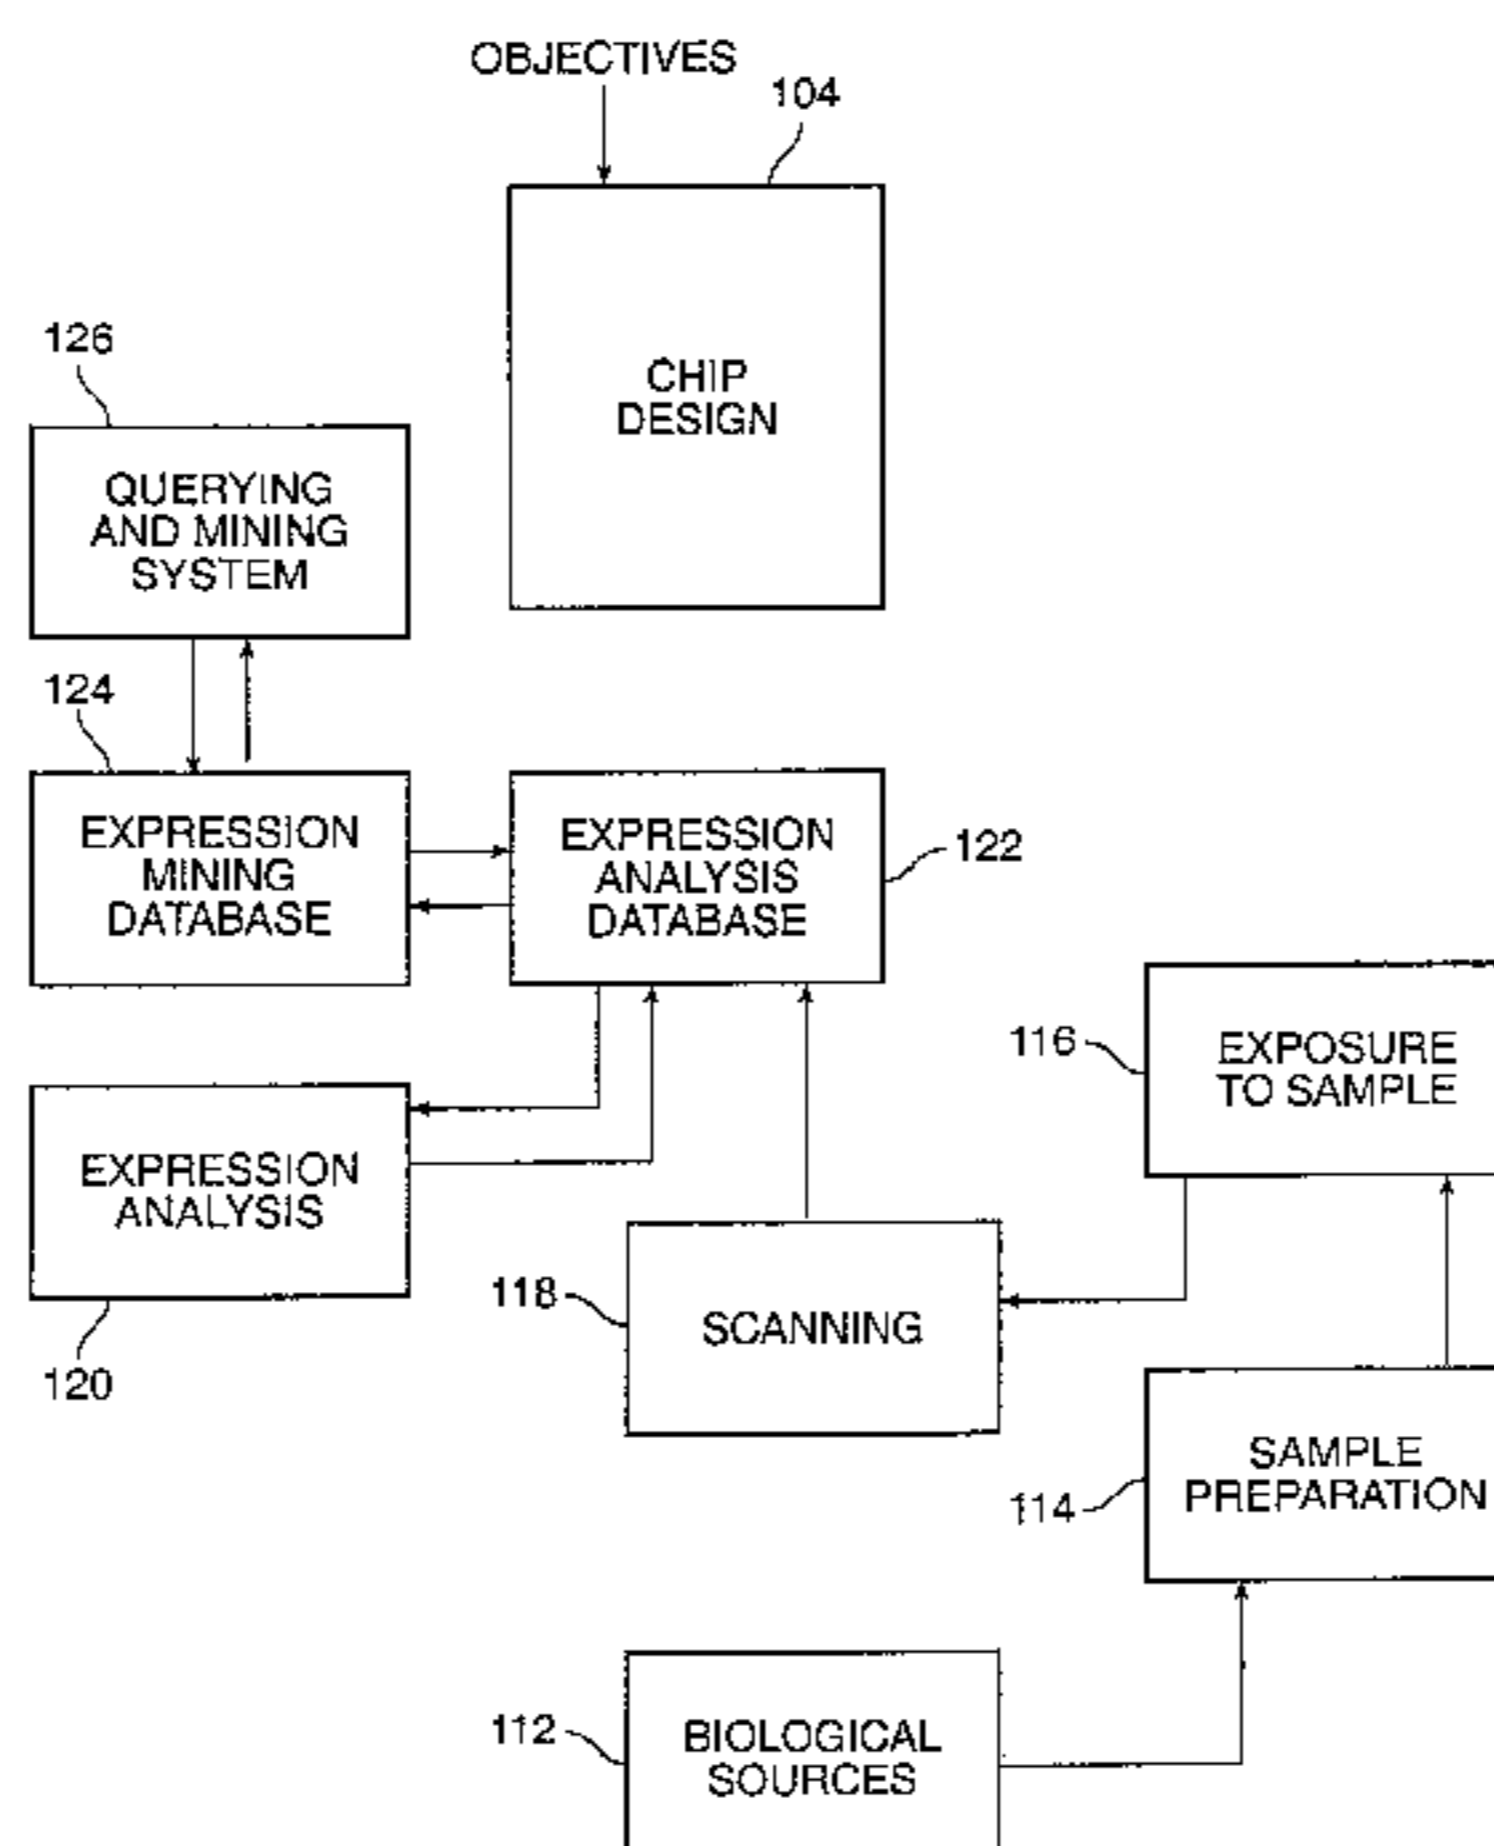 OBJECTIVES
104
CHIP
DESIGN
126
QUERYING
AND MINING
SYSTEM
124
EXPRESSION
MINING
DATABASE
EXPRESSION
ANALYSIS
DATABASE
122
116
EXPOSURE
TO SAMPLE
EXPRESSION
ANALYSIS
120
118
SCANNING
114
SAMPLE
PREPARATION
112
BIOLOGICAL
SOURCES